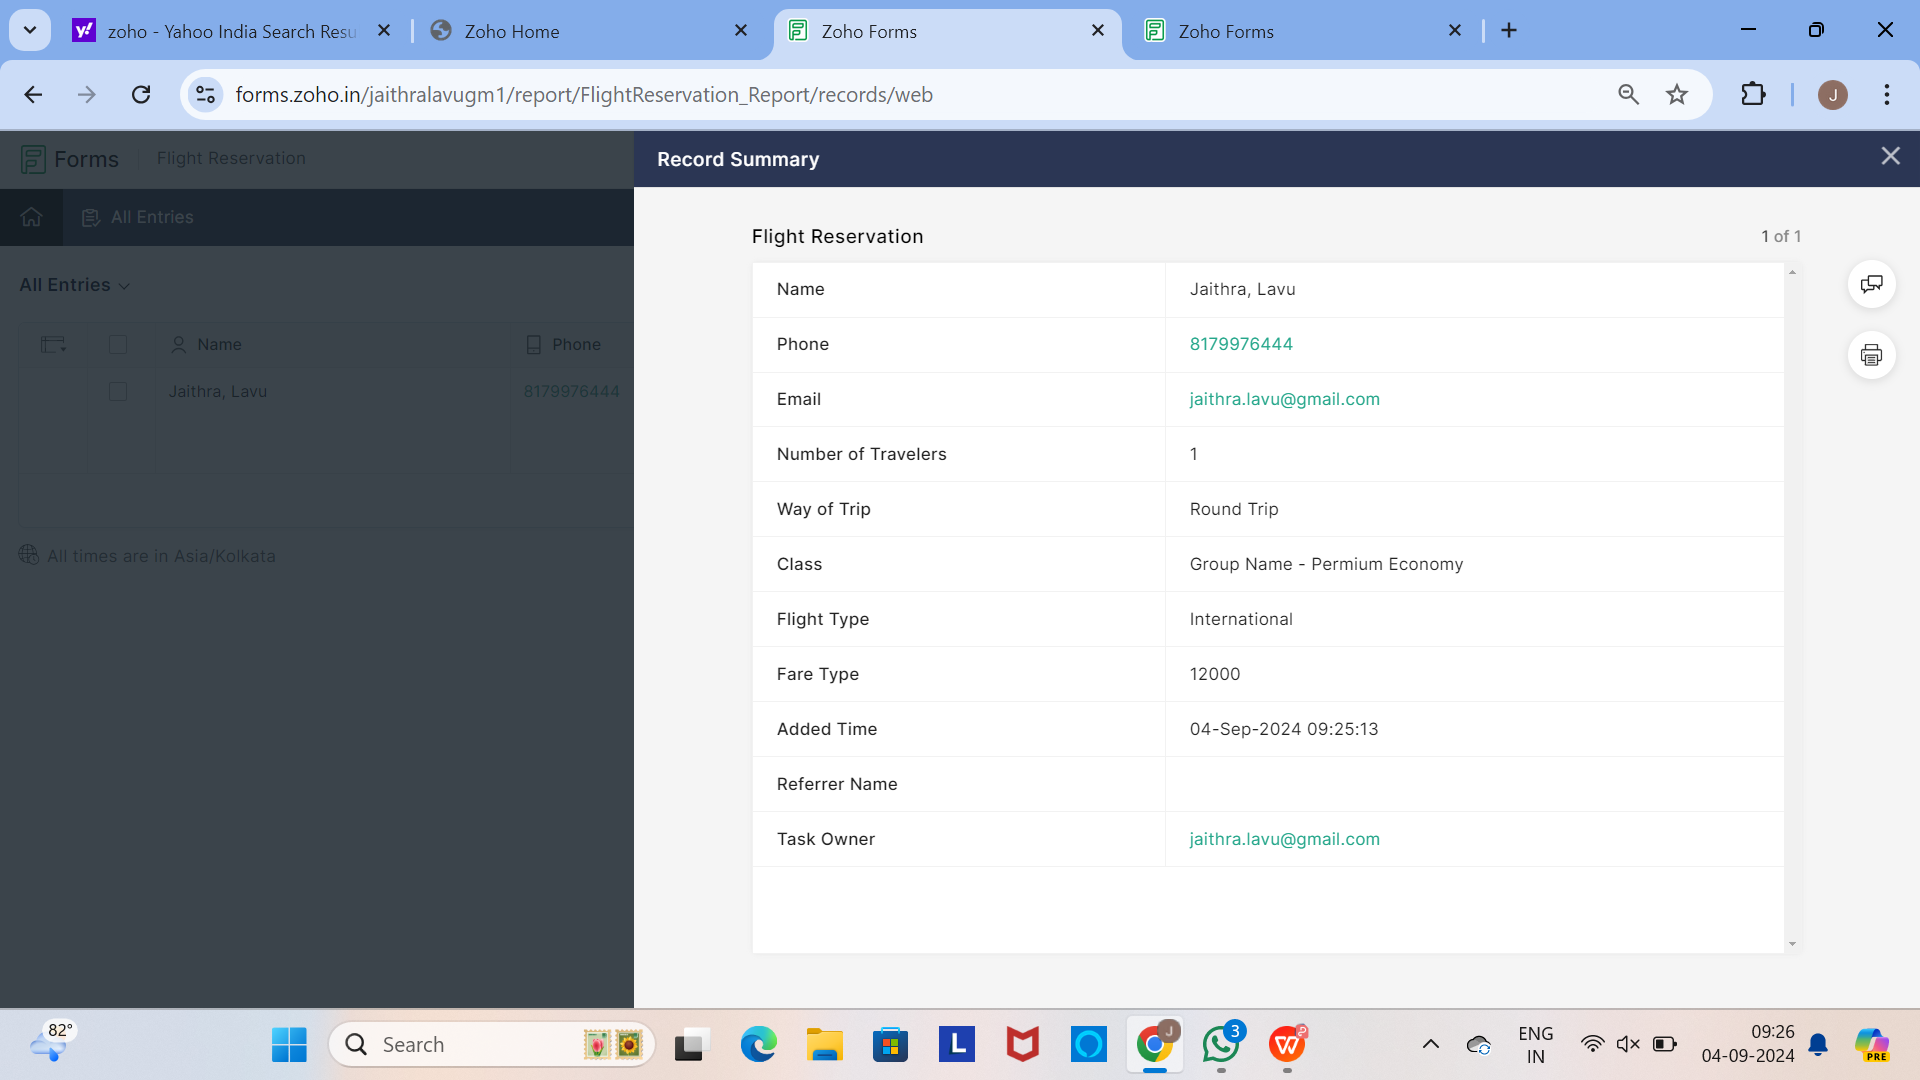 zoho - Yahoo India Search Resu
Zoho Home
Zoho Forms
Zoho Forms
forms.zoho.in/jaithralavugm1/report/FlightReservation_Report/records/web
J
Forms
Flight Reservation
Record Summary
All Entries
Flight Reservation
1 of 1
All Entries
Name
Phone
Jaithra, Lavu
8179976444
All times are in Asia/Kolkata
Name Jaithra, Lavu
Phone 8179976444
Email jaithra.lavu@gmail.com
Number of Travelers 1
Way of Trip Round Trip
Class Group Name - Permium Economy
Flight Type International
Fare Type 12000
Added Time 04-Sep-2024 09:25:13
Referrer Name
Task Owner jaithra.lavu@gmail.com
82°
Search
L
J
3
ENG
IN
09:26
04-09-2024
PRE